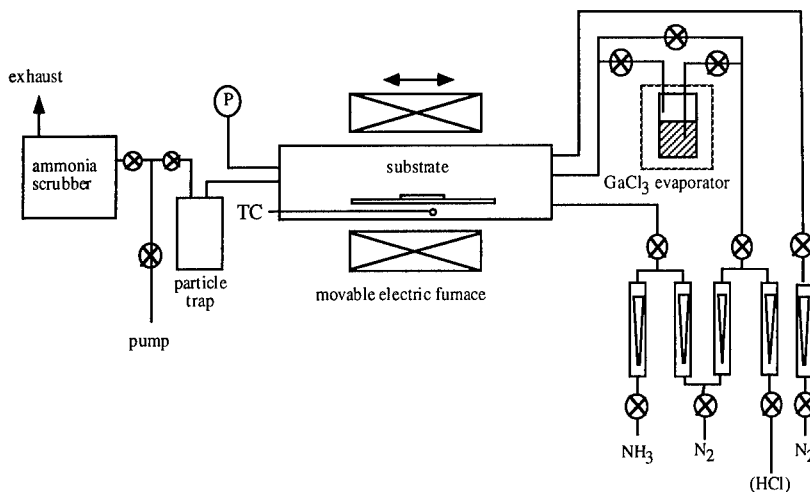 exhaust
ammonia
scrubber
P
TC
particle
trap
pump
substrate
movable electric furnace
GaCl3 evaporator
NH3
N2
(HCl)
N2